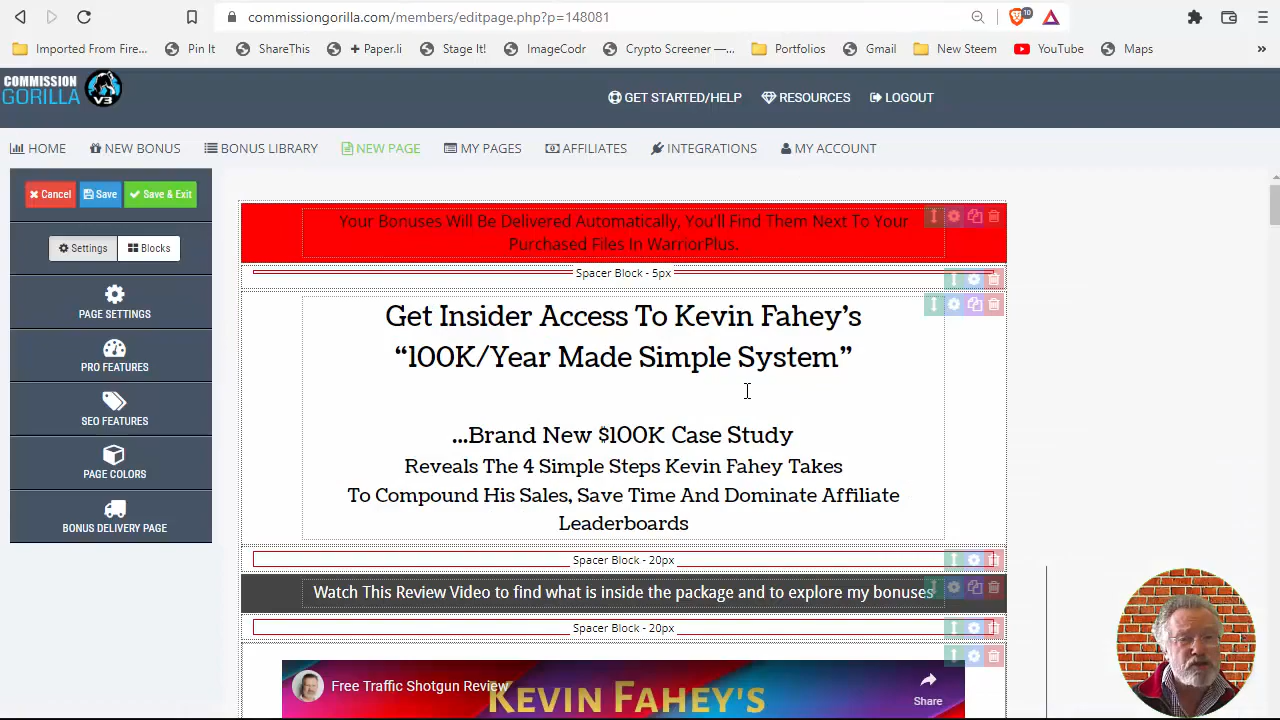 commissiongorilla.com/members/editpage.php?p=148081
10
Imported From Fire...
Pin It
ShareThis
+ Paper.li
Stage It!
ImageCodr
Crypto Screener —...
Portfolios
Gmail
New Steem
YouTube
Maps
»
COMMISSION
GORILLA
V3
GET STARTED/HELP
RESOURCES
LOGOUT
HOME
NEW BONUS
BONUS LIBRARY
NEW PAGE
MY PAGES
AFFILIATES
INTEGRATIONS
MY ACCOUNT
Cancel
Save
Save & Exit
Settings
Blocks
PAGE SETTINGS
PRO FEATURES
SEO FEATURES
PAGE COLORS
BONUS DELIVERY PAGE
Your Bonuses Will Be Delivered Automatically, You'll Find Them Next To Your
Purchased Files In WarriorPlus.
Spacer Block - 5px
Get Insider Access To Kevin Fahey's
“100K/Year Made Simple System”
...Brand New $100K Case Study
Reveals The 4 Simple Steps Kevin Fahey Takes
To Compound His Sales, Save Time And Dominate Affiliate
Leaderboards
Spacer Block - 20px
Watch This Review Video to find what is inside the package and to explore my bonuses
Spacer Block - 20px
Free Traffic Shotgun Review
KEVIN FAHEY'S
Share